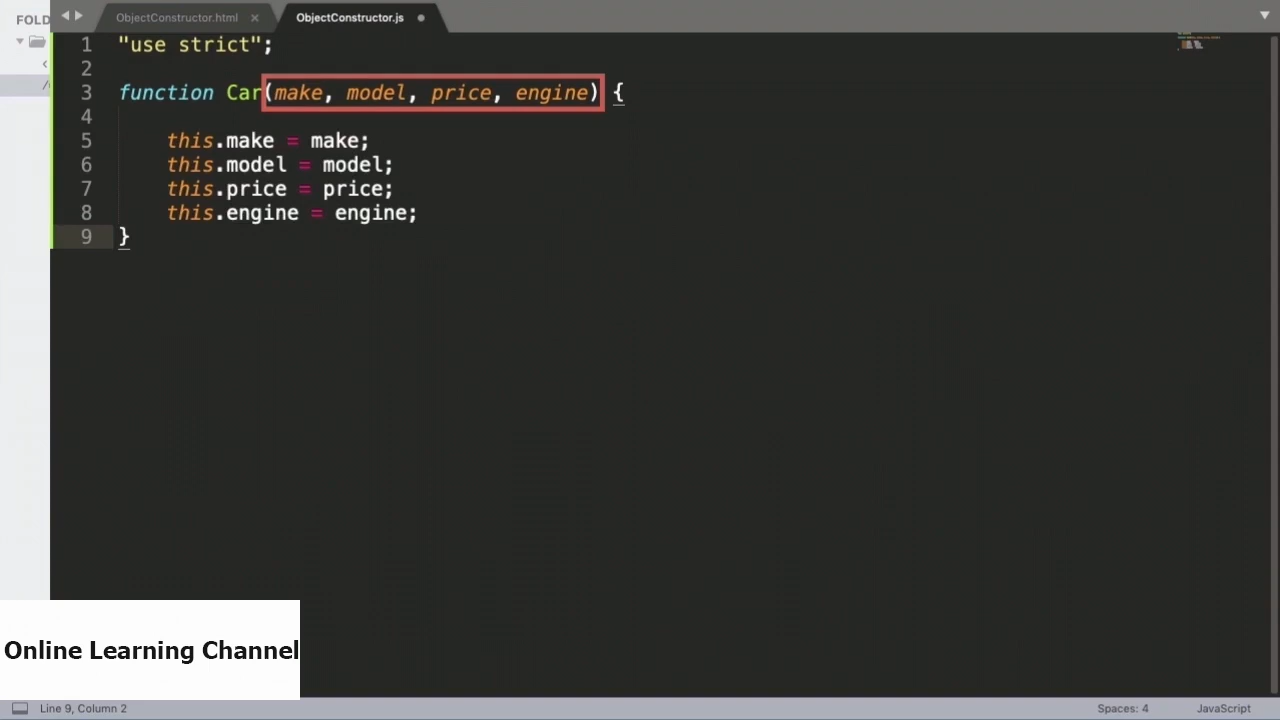 FOLD
ObjectConstructor.html ×
ObjectConstructor.js
1 "use strict";
2
3 function Car(make, model, price, engine) {
4
5 this.make = make;
6 this.model = model;
7 this.price = price;
8 this.engine = engine;
9 }
Online Learning Channel
Line 9, Column 2
Spaces: 4
JavaScript